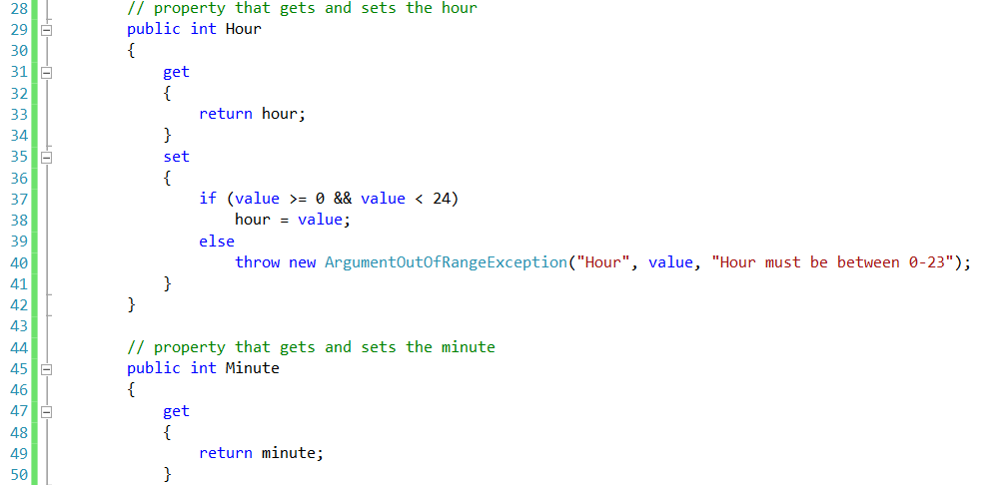 28 // property that gets and sets the hour
29 public int Hour
30 {
31 get
32 {
33 return hour;
34 }
35 set
36 {
37 if (value >= 0 && value < 24)
38 hour = value;
39 else
40 throw new ArgumentOutOfRangeException("Hour", value, "Hour must be between 0-23");
41 }
42 }
43
44 // property that gets and sets the minute
45 public int Minute
46 {
47 get
48 {
49 return minute;
50 }